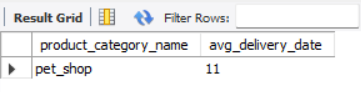 Result Grid Filter Rows:
product_category_name avg_delivery_date
pet_shop 11